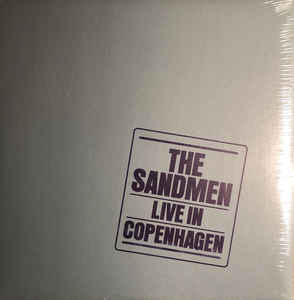 THE
SANDMEN
LIVE IN
COPENHAGEN